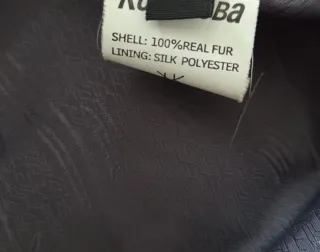 SHELL: 100%REAL FUR
LINING: SILK POLYESTER